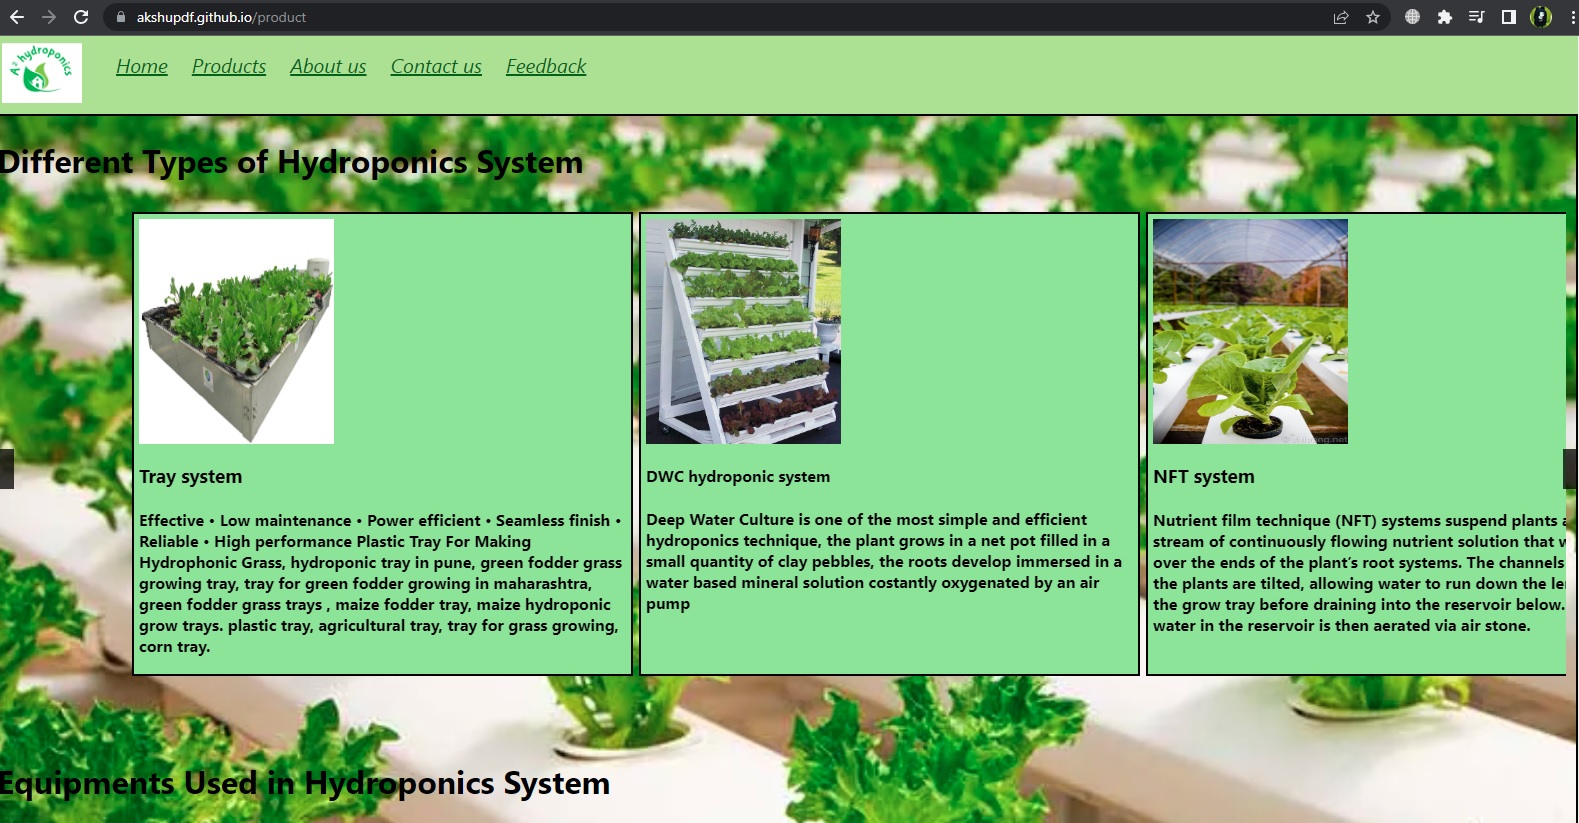 akshupdf.github.io/product
A² hydroponics
Home Products About us Contact us Feedback
Different Types of Hydroponics System
Tray system
Effective • Low maintenance • Power efficient • Seamless finish •
Reliable • High performance Plastic Tray For Making
Hydrophonic Grass, hydroponic tray in pune, green fodder grass
growing tray, tray for green fodder growing in maharashtra,
green fodder grass trays , maize fodder tray, maize hydroponic
grow trays. plastic tray, agricultural tray, tray for grass growing,
corn tray.
DWC hydroponic system
Deep Water Culture is one of the most simple and efficient
hydroponics technique, the plant grows in a net pot filled in a
small quantity of clay pebbles, the roots develop immersed in a
water based mineral solution costantly oxygenated by an air
pump
NFT system
Nutrient film technique (NFT) systems suspend plants
stream of continuously flowing nutrient solution that
over the ends of the plant's root systems. The channels
the plants are tilted, allowing water to run down the
the grow tray before draining into the reservoir below.
water in the reservoir is then aerated via air stone.
Equipments Used in Hydroponics System